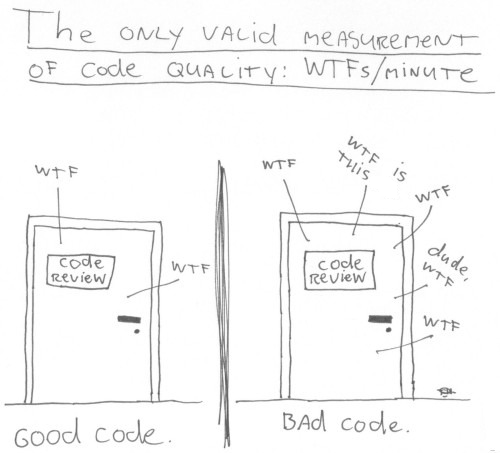 The ONLY VALID MEASUREMENT
OF Code QUALITY: WTFs/MINUTE
WTF
Code
REVIEW
WTF
GOOD Code.
WTF
WTF is
THis
WTF
Code
REVIEW
dude,
WTF
WTF
BAd Code.